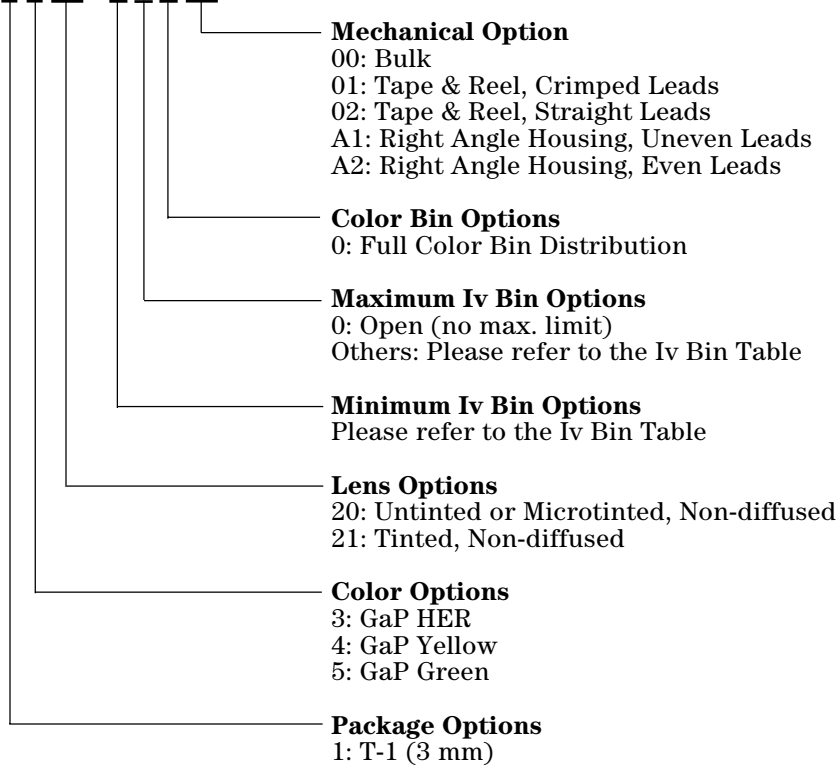 Mechanical Option
00: Bulk
01: Tape & Reel, Crimped Leads
02: Tape & Reel, Straight Leads
A1: Right Angle Housing, Uneven Leads
A2: Right Angle Housing, Even Leads
Color Bin Options
0: Full Color Bin Distribution
Maximum Iv Bin Options
0: Open (no max. limit)
Others: Please refer to the Iv Bin Table
Minimum Iv Bin Options
Please refer to the Iv Bin Table
Lens Options
20: Untinted or Microtinted, Non-diffused
21: Tinted, Non-diffused
Color Options
3: GaP HER
4: GaP Yellow
5: GaP Green
Package Options
1: T-1 (3 mm)